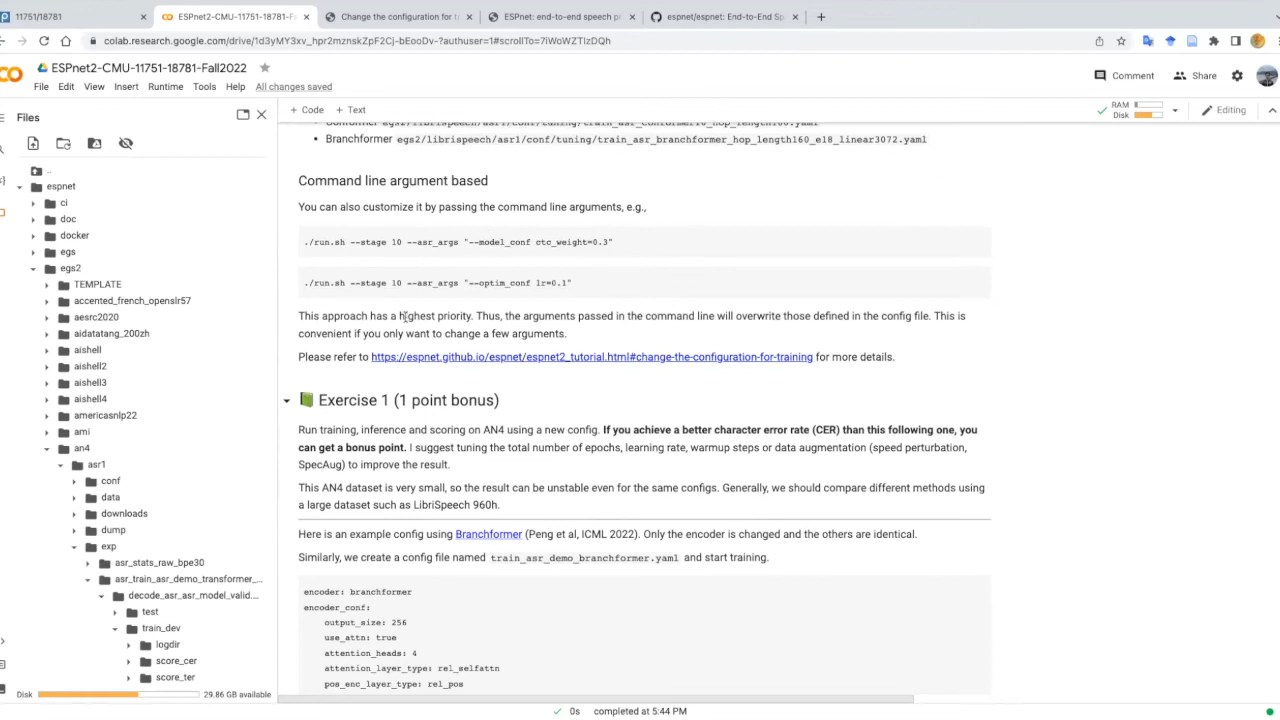 11751/18781
ESPnet2-CMU-11751-18781-F
Change the configuration for t
ESPnet: end-to-end speech pr
espnet/espnet: End-to-End Sp
colab.research.google.com/drive/1d3yMY3xv_hpr2mznskZpF2Cj-bEooDv-?authuser=1#scrollTo=7lWoWZTlzDQh
ESPnet2-CMU-11751-18781-Fall2022
Comment
Share
File Edit View Insert Runtime Tools Help All changes saved
Files
+ Code + Text
RAM
Disk
Editing
..
espnet
ci
doc
docker
egs
egs2
TEMPLATE
accented_french_openslr57
aesrc2020
aidatatang_200zh
aishell
aishell2
aishell3
aishell4
americasnlp22
ami
an4
asr1
conf
data
downloads
dump
exp
asr_stats_raw_bpe30
asr_train_asr_demo_transformer_...
decode_asr_asr_model_valid....
test
train_dev
logdir
score_cer
score_ter
Disk 29.86 GB available
Conformer egs2/librispeech/asr1/conf/tuning/train_asr_conformer10_hop_length160.yaml
• Branchformer egs2/librispeech/asr1/conf/tuning/train_asr_branchformer_hop_length160_e18_linear3072.yaml
Command line argument based
You can also customize it by passing the command line arguments, e.g.,
./run.sh --stage 10 --asr_args "--model_conf ctc_weight=0.3"
./run.sh --stage 10 --asr_args "--optim_conf lr=0.1"
This approach has a highest priority. Thus, the arguments passed in the command line will overwrite those defined in the config file. This is
convenient if you only want to change a few arguments.
Please refer to https://espnet.github.io/espnet/espnet2_tutorial.html#change-the-configuration-for-training for more details.
Exercise 1 (1 point bonus)
Run training, inference and scoring on AN4 using a new config. If you achieve a better character error rate (CER) than this following one, you
can get a bonus point. I suggest tuning the total number of epochs, learning rate, warmup steps or data augmentation (speed perturbation,
SpecAug) to improve the result.
This AN4 dataset is very small, so the result can be unstable even for the same configs. Generally, we should compare different methods using
a large dataset such as LibriSpeech 960h.
Here is an example config using Branchformer (Peng et al, ICML 2022). Only the encoder is changed and the others are identical.
Similarly, we create a config file named train_asr_demo_branchformer.yaml and start training.
encoder: branchformer
encoder_conf:
output_size: 256
use_attn: true
attention_heads: 4
attention_layer_type: rel_selfattn
pos_enc_layer_type: rel_pos
0s completed at 5:44 PM